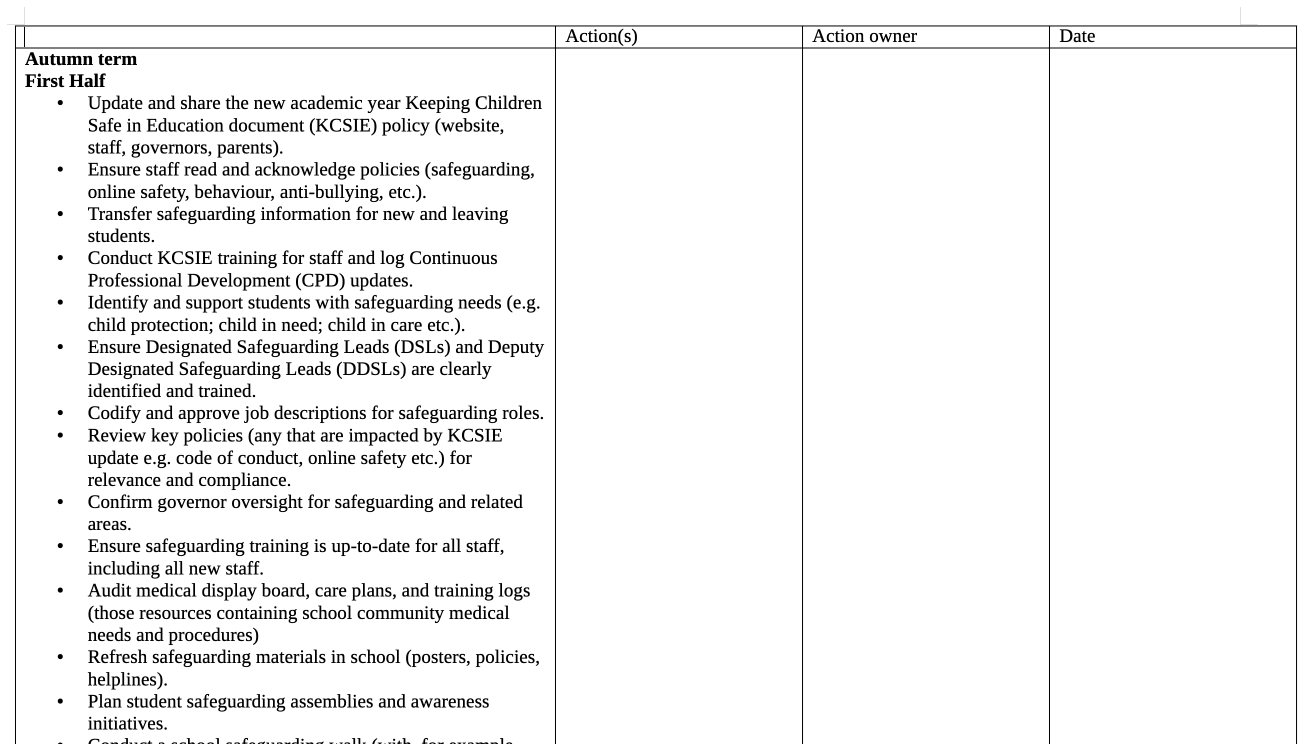 Action(s) Action owner Date
Autumn term
First Half
• Update and share the new academic year Keeping Children
Safe in Education document (KCSIE) policy (website,
staff, governors, parents).
• Ensure staff read and acknowledge policies (safeguarding,
online safety, behaviour, anti-bullying, etc.).
• Transfer safeguarding information for new and leaving
students.
• Conduct KCSIE training for staff and log Continuous
Professional Development (CPD) updates.
• Identify and support students with safeguarding needs (e.g.
child protection; child in need; child in care etc.).
• Ensure Designated Safeguarding Leads (DSLs) and Deputy
Designated Safeguarding Leads (DDSLs) are clearly
identified and trained.
• Codify and approve job descriptions for safeguarding roles.
• Review key policies (any that are impacted by KCSIE
update e.g. code of conduct, online safety etc.) for
relevance and compliance.
• Confirm governor oversight for safeguarding and related
areas.
• Ensure safeguarding training is up-to-date for all staff,
including all new staff.
• Audit medical display board, care plans, and training logs
(those resources containing school community medical
needs and procedures)
• Refresh safeguarding materials in school (posters, policies,
helplines).
• Plan student safeguarding assemblies and awareness
initiatives.
• Conduct a school safeguarding walk (with, for example